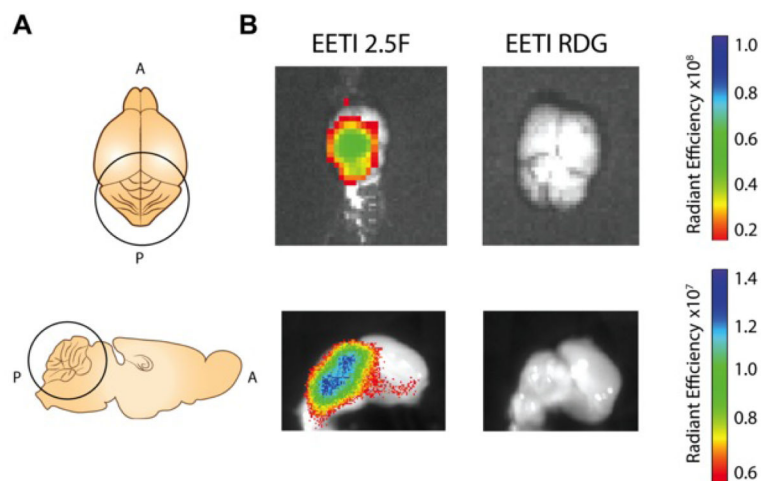 A
B
EETI 2.5F
EETI RDG
A
P
Radiant Efficiency x10⁸
1.0
0.8
0.6
0.4
0.2
P
A
Radiant Efficiency x10⁷
1.4
1.2
1.0
0.8
0.6